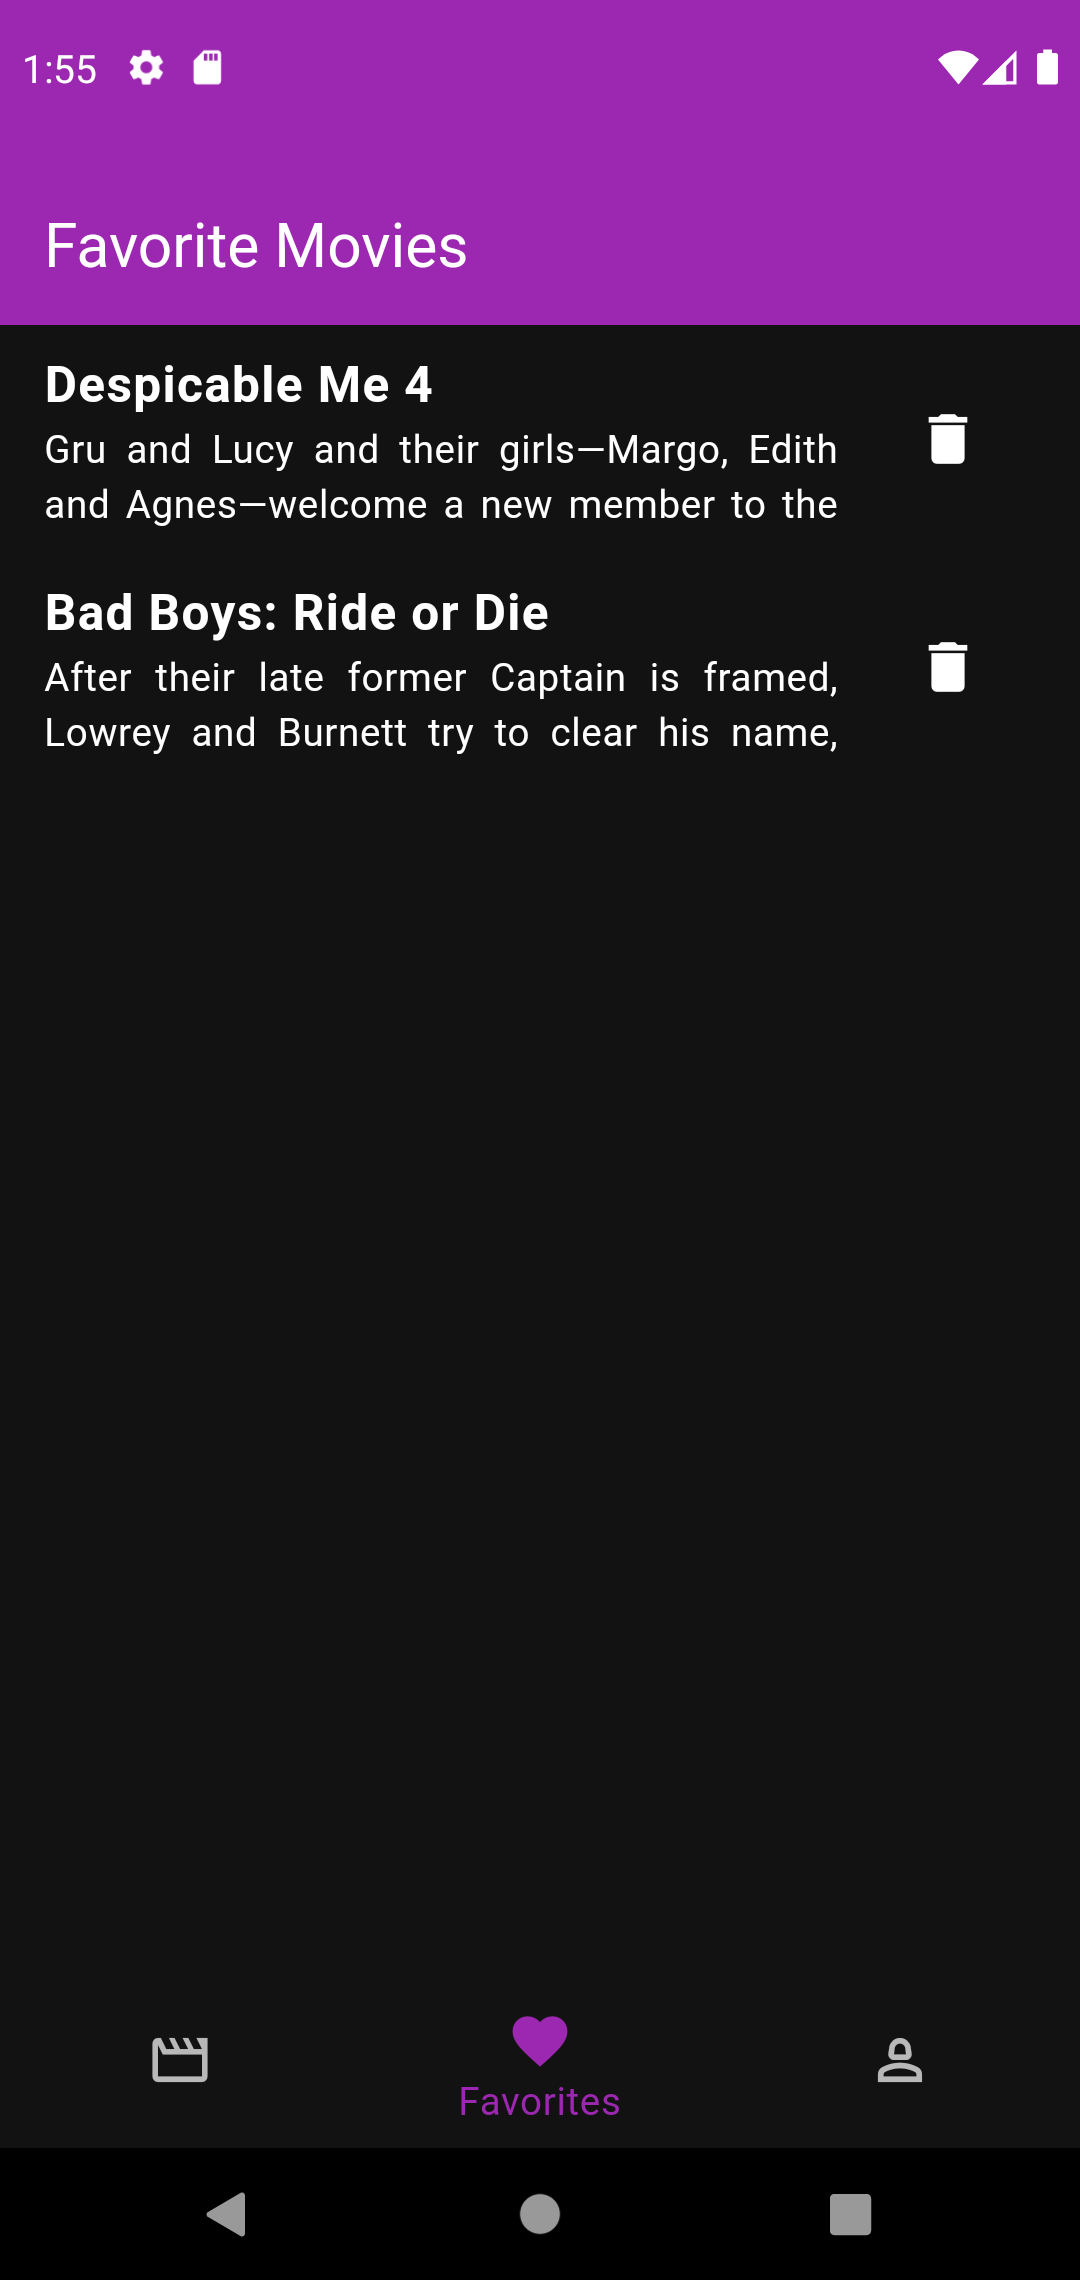 1:55
Favorite Movies
Despicable Me 4
Gru and Lucy and their girls—Margo, Edith
and Agnes—welcome a new member to the
Bad Boys: Ride or Die
After their late former Captain is framed,
Lowrey and Burnett try to clear his name,
Favorites